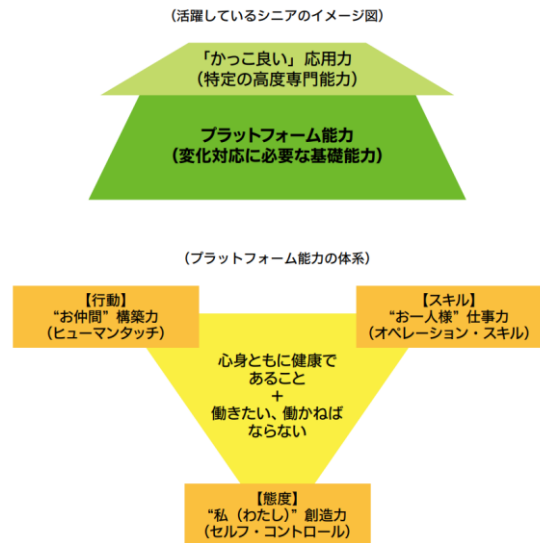 （活躍しているシニアのイメージ図）
「かっこ良い」応用力
（特定の高度専門能力）
プラットフォーム能力
（変化対応に必要な基礎能力）
（プラットフォーム能力の体系）
【行動】
“お仲間”構築力
（ヒューマンタッチ）
【スキル】
“お一人様”仕事力
（オペレーション・スキル）
心身ともに健康で
あること
+
働きたい、働かねば
ならない
【態度】
“私（わたし）”創造力
（セルフ・コントロール）